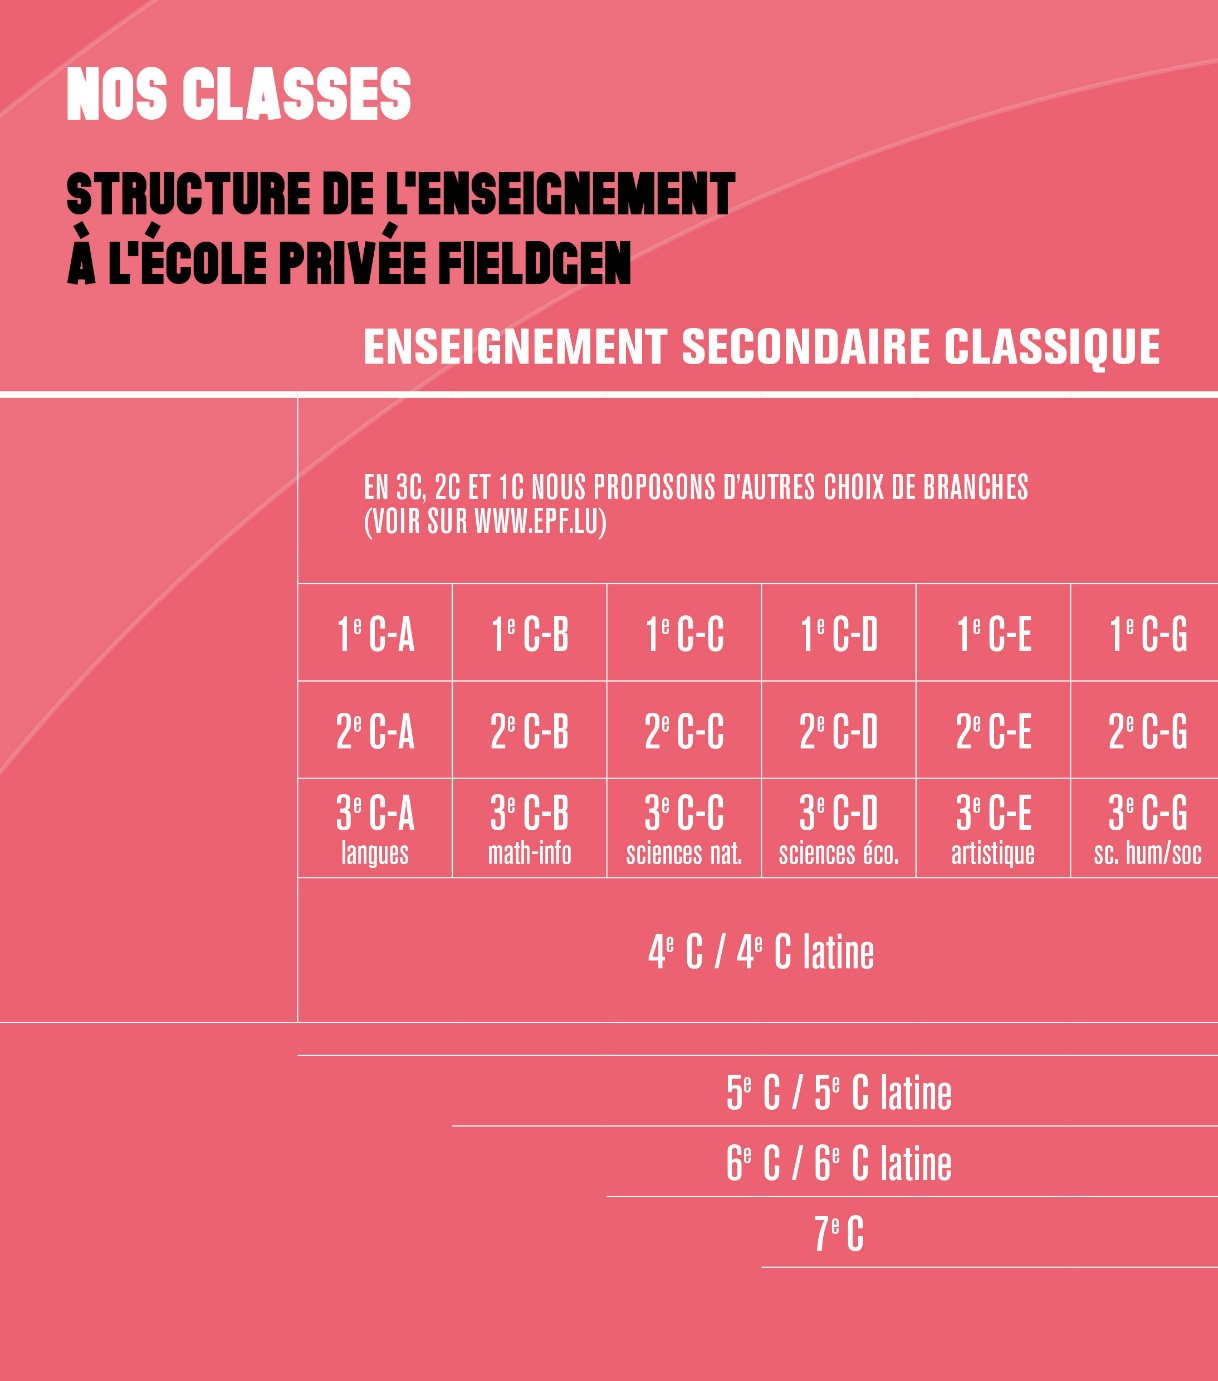 NOS CLASSES
STRUCTURE DE L'ENSEIGNEMENT
À L'ÉCOLE PRIVÉE FIELDGEN
ENSEIGNEMENT SECONDAIRE CLASSIQUE
EN 3C, 2C ET 1C NOUS PROPOSONS D’AUTRES CHOIX DE BRANCHES
(VOIR SUR WWW.EPF.LU)
1e C-A 1e C-B 1e C-C 1e C-D 1e C-E 1e C-G
2e C-A 2e C-B 2e C-C 2e C-D 2e C-E 2e C-G
3e C-A 3e C-B 3e C-C 3e C-D 3e C-E 3e C-G
langues math-info sciences nat. sciences éco. artistique sc. hum/soc
4e C / 4e C latine
5e C / 5e C latine
6e C / 6e C latine
7e C